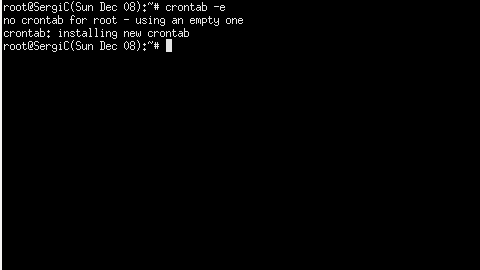 root@SergiC(Sun Dec 08):~# crontab -e
no crontab for root - using an empty one
crontab: installing new crontab
root@SergiC(Sun Dec 08):~#